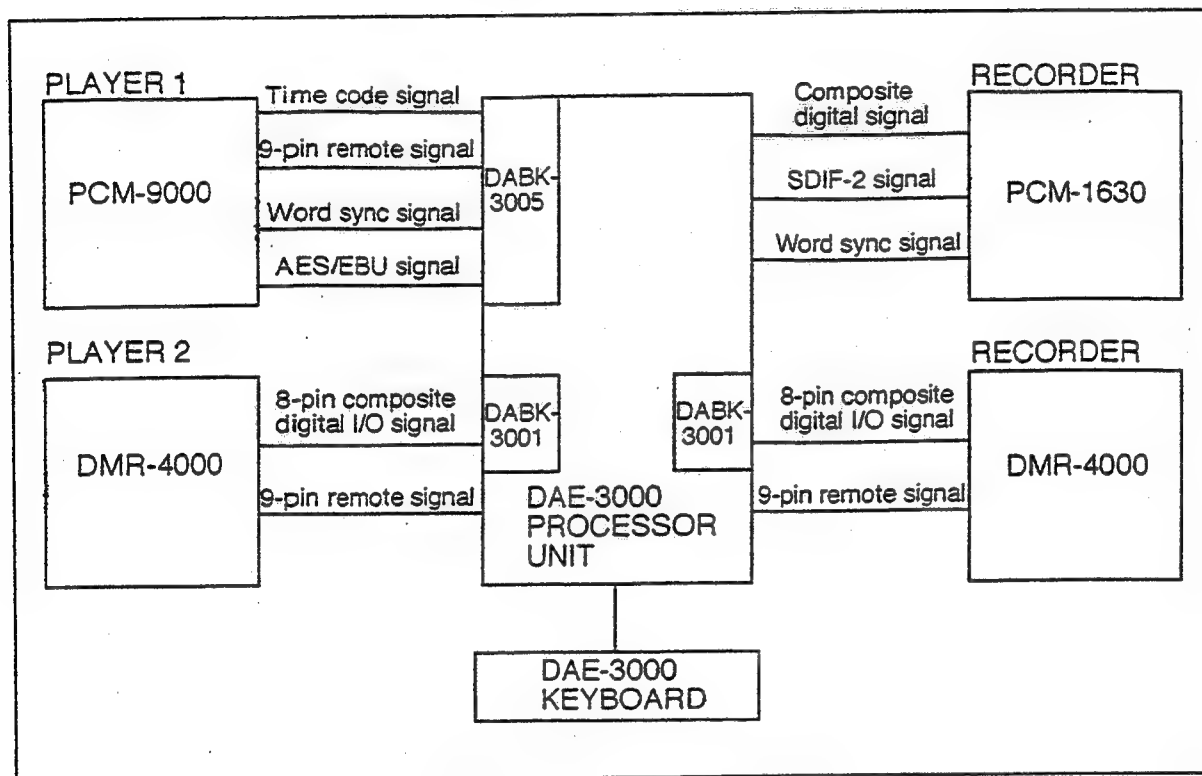 PLAYER 1
PCM-9000
Time code signal
9-pin remote signal
Word sync signal
AES/EBU signal
DABK-
3005
RECORDER
PCM-1630
Composite
digital signal
SDIF-2 signal
Word sync signal
PLAYER 2
DMR-4000
8-pin composite
digital I/O signal
9-pin remote signal
DABK-
3001
DABK-
3001
DAE-3000
PROCESSOR
UNIT
RECORDER
DMR-4000
8-pin composite
digital I/O signal
9-pin remote signal
DAE-3000
KEYBOARD